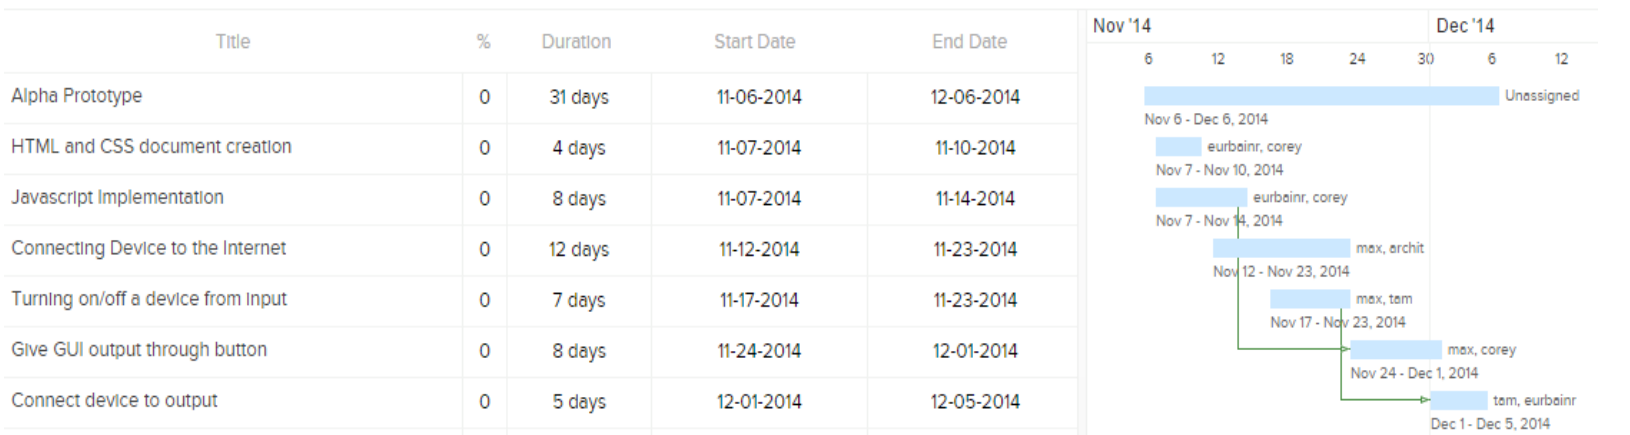 Nov '14 Dec '14
Title % Duration Start Date End Date
6 12 18 24 30 6 12
Alpha Prototype 0 31 days 11-06-2014 12-06-2014 Unassigned
Nov 6 - Dec 6, 2014
HTML and CSS document creation 0 4 days 11-07-2014 11-10-2014 eurbainr, corey
Nov 7 - Nov 10, 2014
Javascript Implementation 0 8 days 11-07-2014 11-14-2014 eurbainr, corey
Nov 7 - Nov 14, 2014
Connecting Device to the Internet 0 12 days 11-12-2014 11-23-2014 max, archit
Nov 12 - Nov 23, 2014
Turning on/off a device from input 0 7 days 11-17-2014 11-23-2014 max, tam
Nov 17 - Nov 23, 2014
Give GUI output through button 0 8 days 11-24-2014 12-01-2014 max, corey
Nov 24 - Dec 1, 2014
Connect device to output 0 5 days 12-01-2014 12-05-2014 tam, eurbainr
Dec 1 - Dec 5, 2014